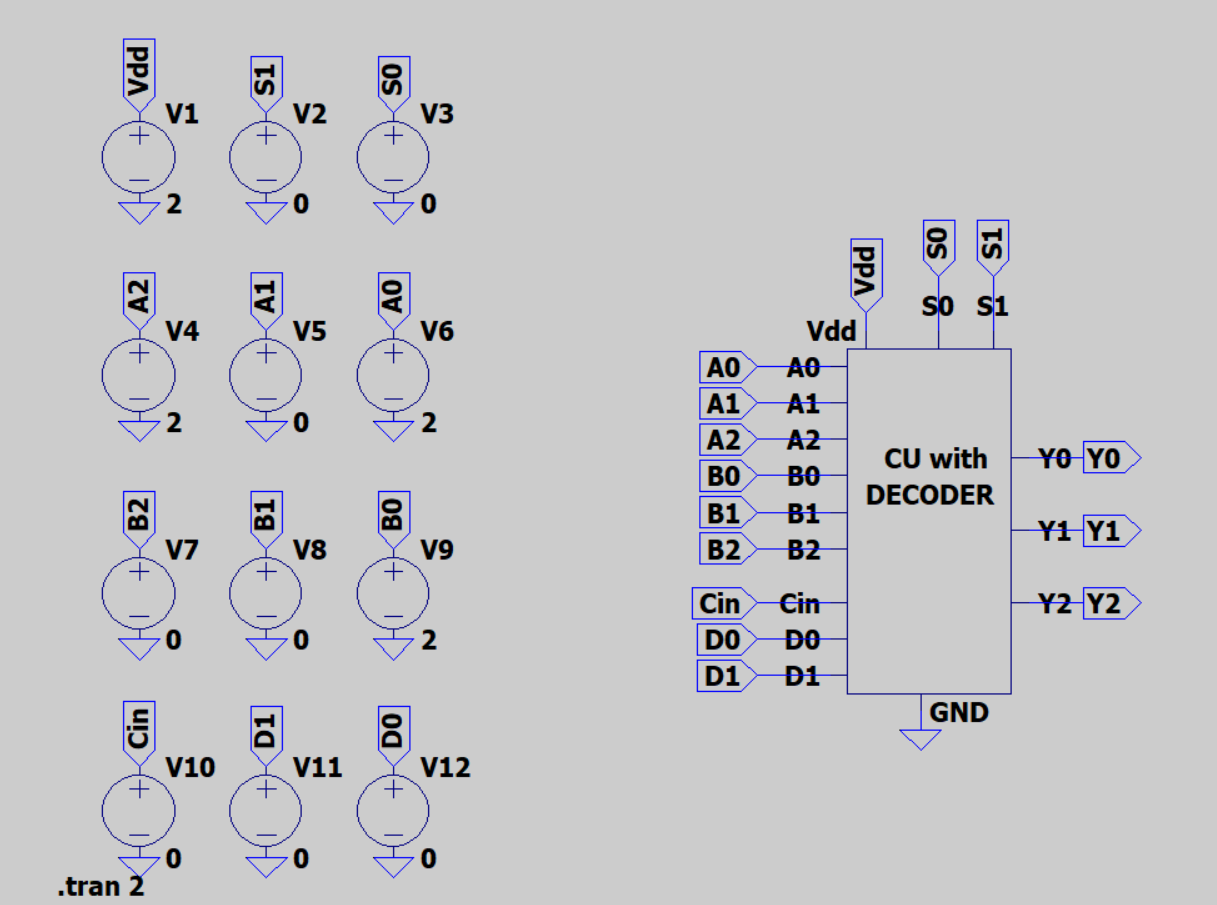 Vdd
V1
2
S1
V2
0
S0
V3
0
A2
V4
2
A1
V5
0
A0
V6
2
B2
V7
0
B1
V8
0
B0
V9
2
Cin
V10
0
D1
V11
0
D0
V12
0
.tran 2
Vdd
S0
S1
Vdd
S0
S1
A0 A0
A1 A1
A2 A2
B0 B0
B1 B1
B2 B2
Cin Cin
D0 D0
D1 D1
CU with
DECODER
Y0 Y0
Y1 Y1
Y2 Y2
GND